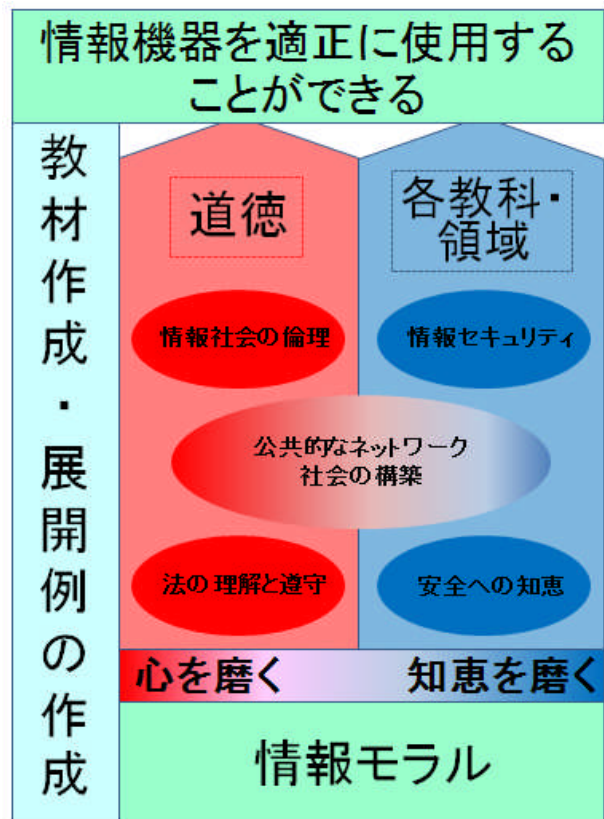 情報機器を適正に使用する
ことができる
教材作成・展開例の作成
道徳
各教科・
領域
情報社会の倫理
情報セキュリティ
公共的なネットワーク
社会の構築
法の理解と遵守
安全への知恵
心を磨く
知恵を磨く
情報モラル